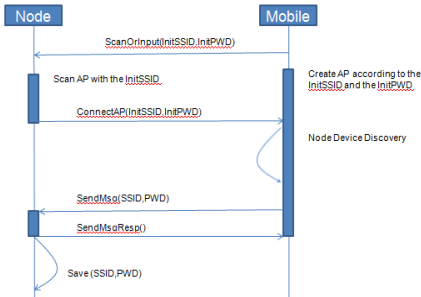 Node
Mobile
ScanOrInput(InitSSID,InitPWD)
Scan AP with the InitSSID
Create AP according to the
InitSSID and the InitPWD
ConnectAP(InitSSID,InitPWD)
Node Device Discovery
SendMsg(SSID,PWD)
SendMsgResp()
Save (SSID,PWD)